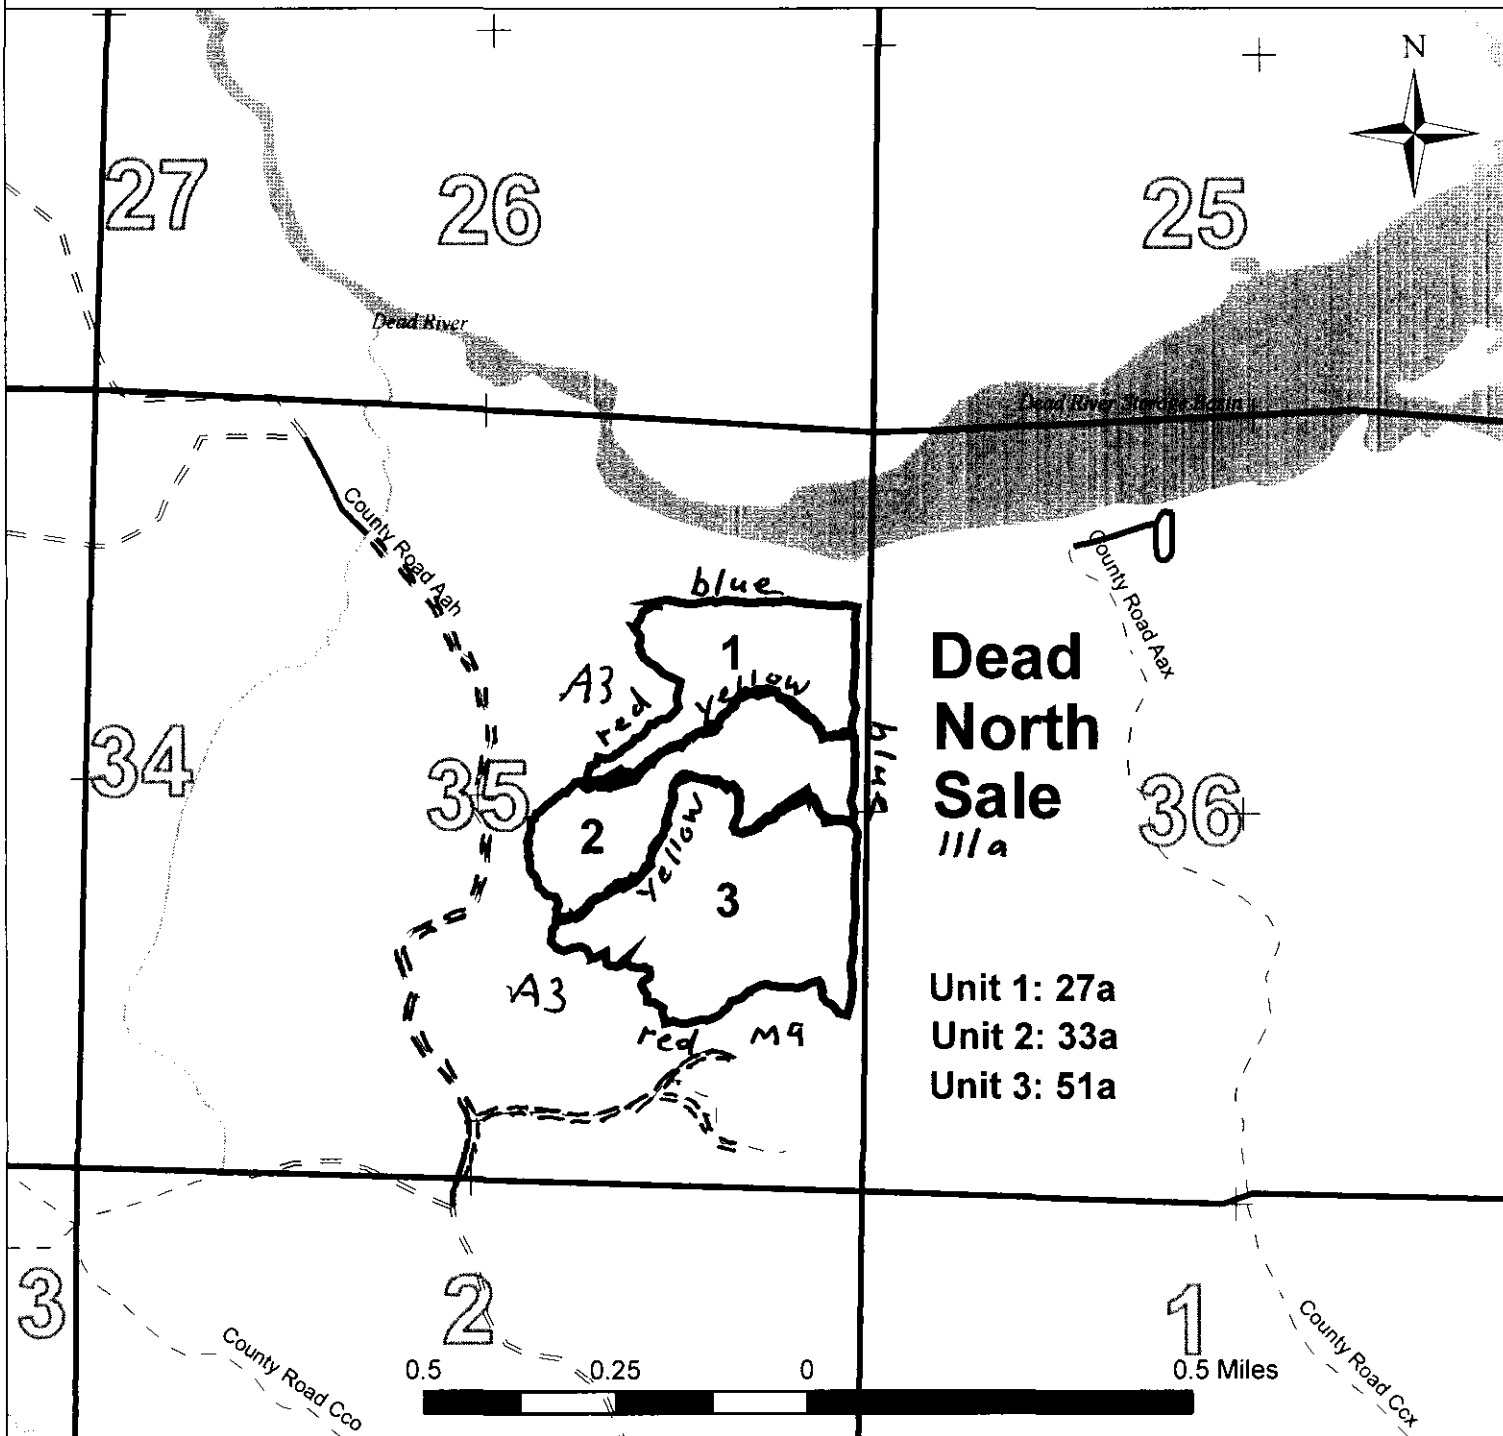 N
27
26
25
Dead River
Dead River Storage Basin
County Road Aah
County Road Aax
blue
1
A3
red
yellow
blue
Dead
North
Sale
111a
34
35
36
2
yellow
3
A3
red
M9
Unit 1: 27a
Unit 2: 33a
Unit 3: 51a
3
2
1
County Road Cco
County Road Ccx
0.5 0.25 0 0.5 Miles